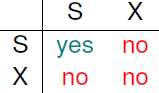 S X
S yes no
X no no